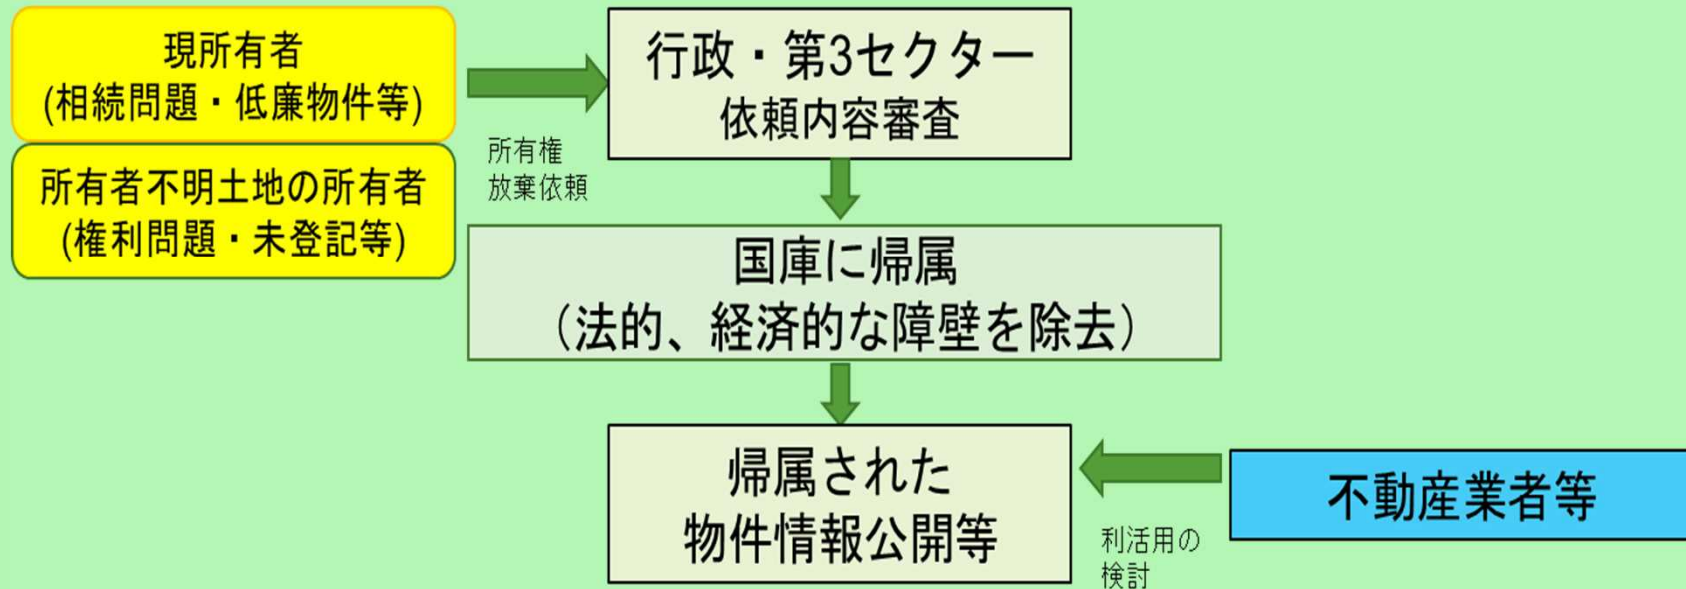 現所有者
(相続問題・低廉物件等)
所有者不明土地の所有者
(権利問題・未登記等)
所有権
放棄依頼
行政・第3セクター
依頼内容審査
国庫に帰属
（法的、経済的な障壁を除去）
帰属された
物件情報公開等
利活用の
検討
不動産業者等